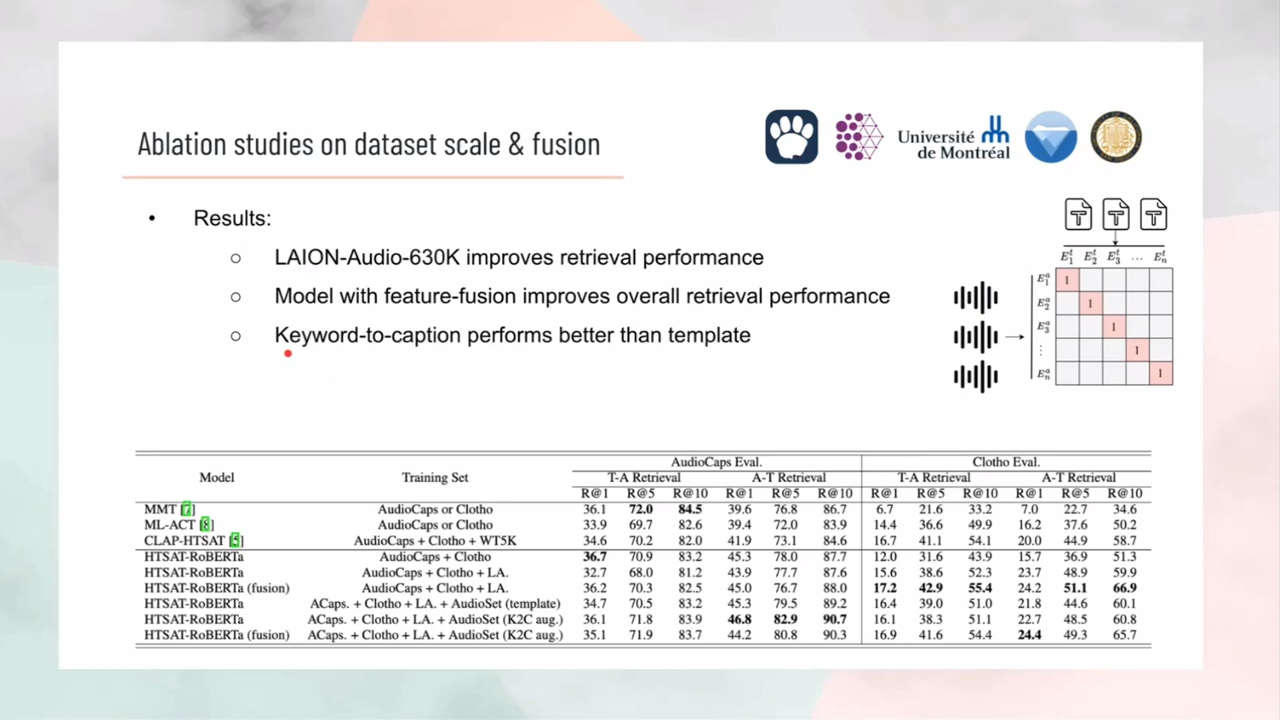 Ablation studies on dataset scale & fusion
Université
de Montréal
• Results:
○ LAION-Audio-630K improves retrieval performance
○ Model with feature-fusion improves overall retrieval performance
○ Keyword-to-caption performs better than template
T T T
E₁ᵗ E₂ᵗ E₃ᵗ ... Eₙᵗ
E₁ᵃ 1
E₂ᵃ 1
E₃ᵃ 1
⋮ 1
Eₙᵃ 1
Model Training Set AudioCaps Eval. Clotho Eval.
T-A Retrieval A-T Retrieval T-A Retrieval A-T Retrieval
R@1 R@5 R@10 R@1 R@5 R@10 R@1 R@5 R@10 R@1 R@5 R@10
MMT [7] AudioCaps or Clotho 36.1 72.0 84.5 39.6 76.8 86.7 6.7 21.6 33.2 7.0 22.7 34.6
ML-ACT [8] AudioCaps or Clotho 33.9 69.7 82.6 39.4 72.0 83.9 14.4 36.6 49.9 16.2 37.6 50.2
CLAP-HTSAT [5] AudioCaps + Clotho + WT5K 34.6 70.2 82.0 41.9 73.1 84.6 16.7 41.1 54.1 20.0 44.9 58.7
HTSAT-RoBERTa AudioCaps + Clotho 36.7 70.9 83.2 45.3 78.0 87.7 12.0 31.6 43.9 15.7 36.9 51.3
HTSAT-RoBERTa AudioCaps + Clotho + LA. 32.7 68.0 81.2 43.9 77.7 87.6 15.6 38.6 52.3 23.7 48.9 59.9
HTSAT-RoBERTa (fusion) AudioCaps + Clotho + LA. 36.2 70.3 82.5 45.0 76.7 88.0 17.2 42.9 55.4 24.2 51.1 66.9
HTSAT-RoBERTa ACaps. + Clotho + LA. + AudioSet (template) 34.7 70.5 83.2 45.3 79.5 89.2 16.4 39.0 51.0 21.8 44.6 60.1
HTSAT-RoBERTa ACaps. + Clotho + LA. + AudioSet (K2C aug.) 36.1 71.8 83.9 46.8 82.9 90.7 16.1 38.3 51.1 22.7 48.5 60.8
HTSAT-RoBERTa (fusion) ACaps. + Clotho + LA. + AudioSet (K2C aug.) 35.1 71.9 83.7 44.2 80.8 90.3 16.9 41.6 54.4 24.4 49.3 65.7